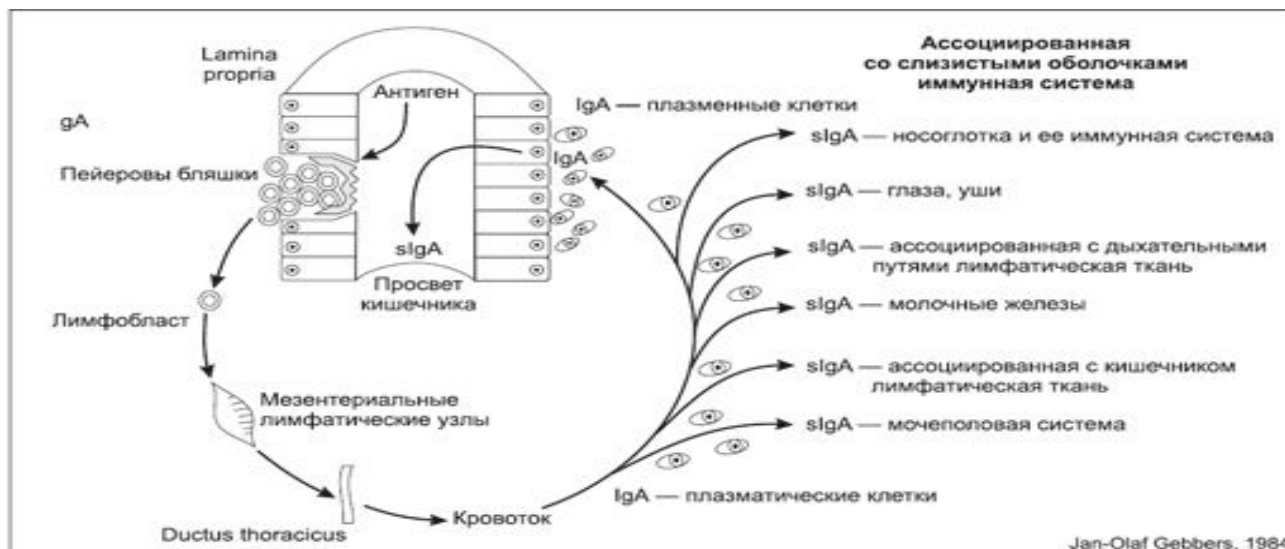 Ассоциированная
со слизистыми оболочками
иммунная система
Lamina
propria
Антиген
IgA — плазменные клетки
gA
sIgA — носоглотка и ее иммунная система
IgA
Пейеровы бляшки
sIgA — глаза, уши
sIgA
sIgA — ассоциированная с дыхательными
путями лимфатическая ткань
Просвет
кишечника
Лимфобласт
sIgA — молочные железы
sIgA — ассоциированная с кишечником
лимфатическая ткань
Мезентериальные
лимфатические узлы
sIgA — мочеполовая система
IgA — плазматические клетки
Кровоток
Ductus thoracicus
Jan-Olaf Gebbers, 1984